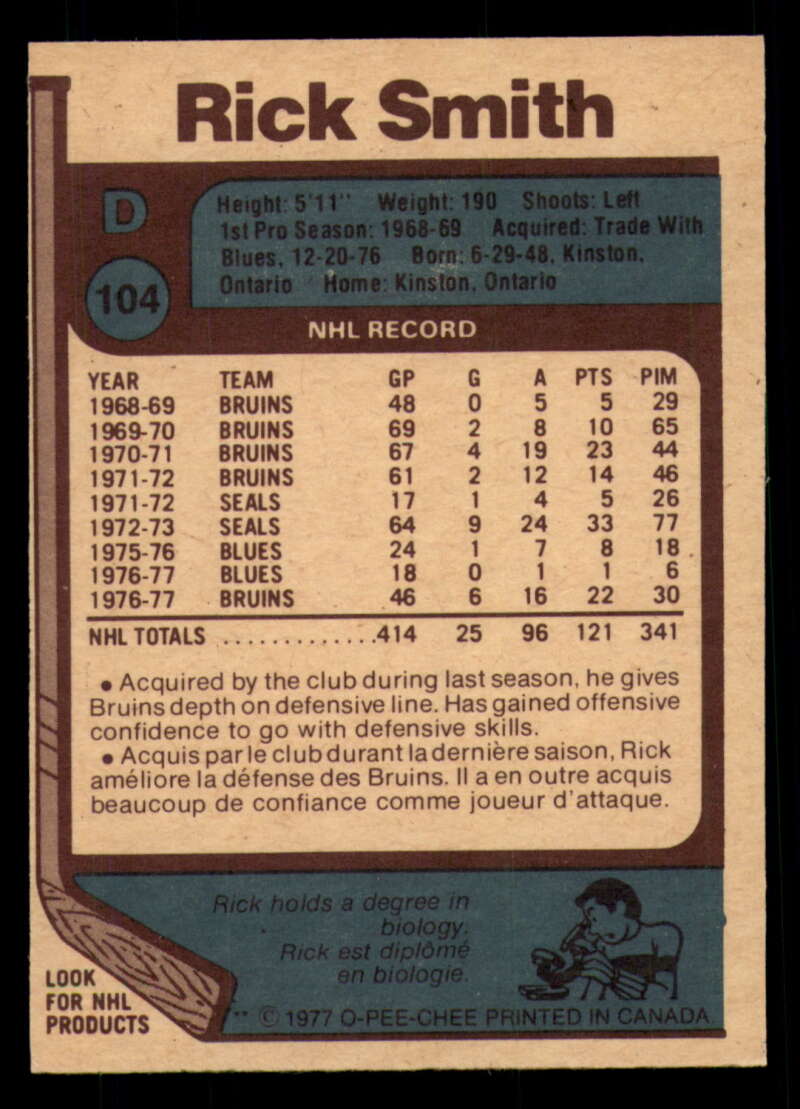 Rick Smith
D
104
Height: 5'11" Weight: 190 Shoots: Left
1st Pro Season: 1968-69 Acquired: Trade With
Blues, 12-20-76 Born: 6-29-48, Kinston,
Ontario Home: Kinston, Ontario
NHL RECORD
YEAR TEAM GP G A PTS PIM
1968-69 BRUINS 48 0 5 5 29
1969-70 BRUINS 69 2 8 10 65
1970-71 BRUINS 67 4 19 23 44
1971-72 BRUINS 61 2 12 14 46
1971-72 SEALS 17 1 4 5 26
1972-73 SEALS 64 9 24 33 77
1975-76 BLUES 24 1 7 8 18
1976-77 BLUES 18 0 1 1 6
1976-77 BRUINS 46 6 16 22 30
NHL TOTALS .............414 25 96 121 341
• Acquired by the club during last season, he gives
Bruins depth on defensive line. Has gained offensive
confidence to go with defensive skills.
• Acquis par le club durant la dernière saison, Rick
améliore la défense des Bruins. Il a en outre acquis
beaucoup de confiance comme joueur d'attaque.
Rick holds a degree in
biology.
Rick est diplômé
en biologie.
LOOK
FOR NHL
PRODUCTS
** © 1977 O-PEE-CHEE PRINTED IN CANADA